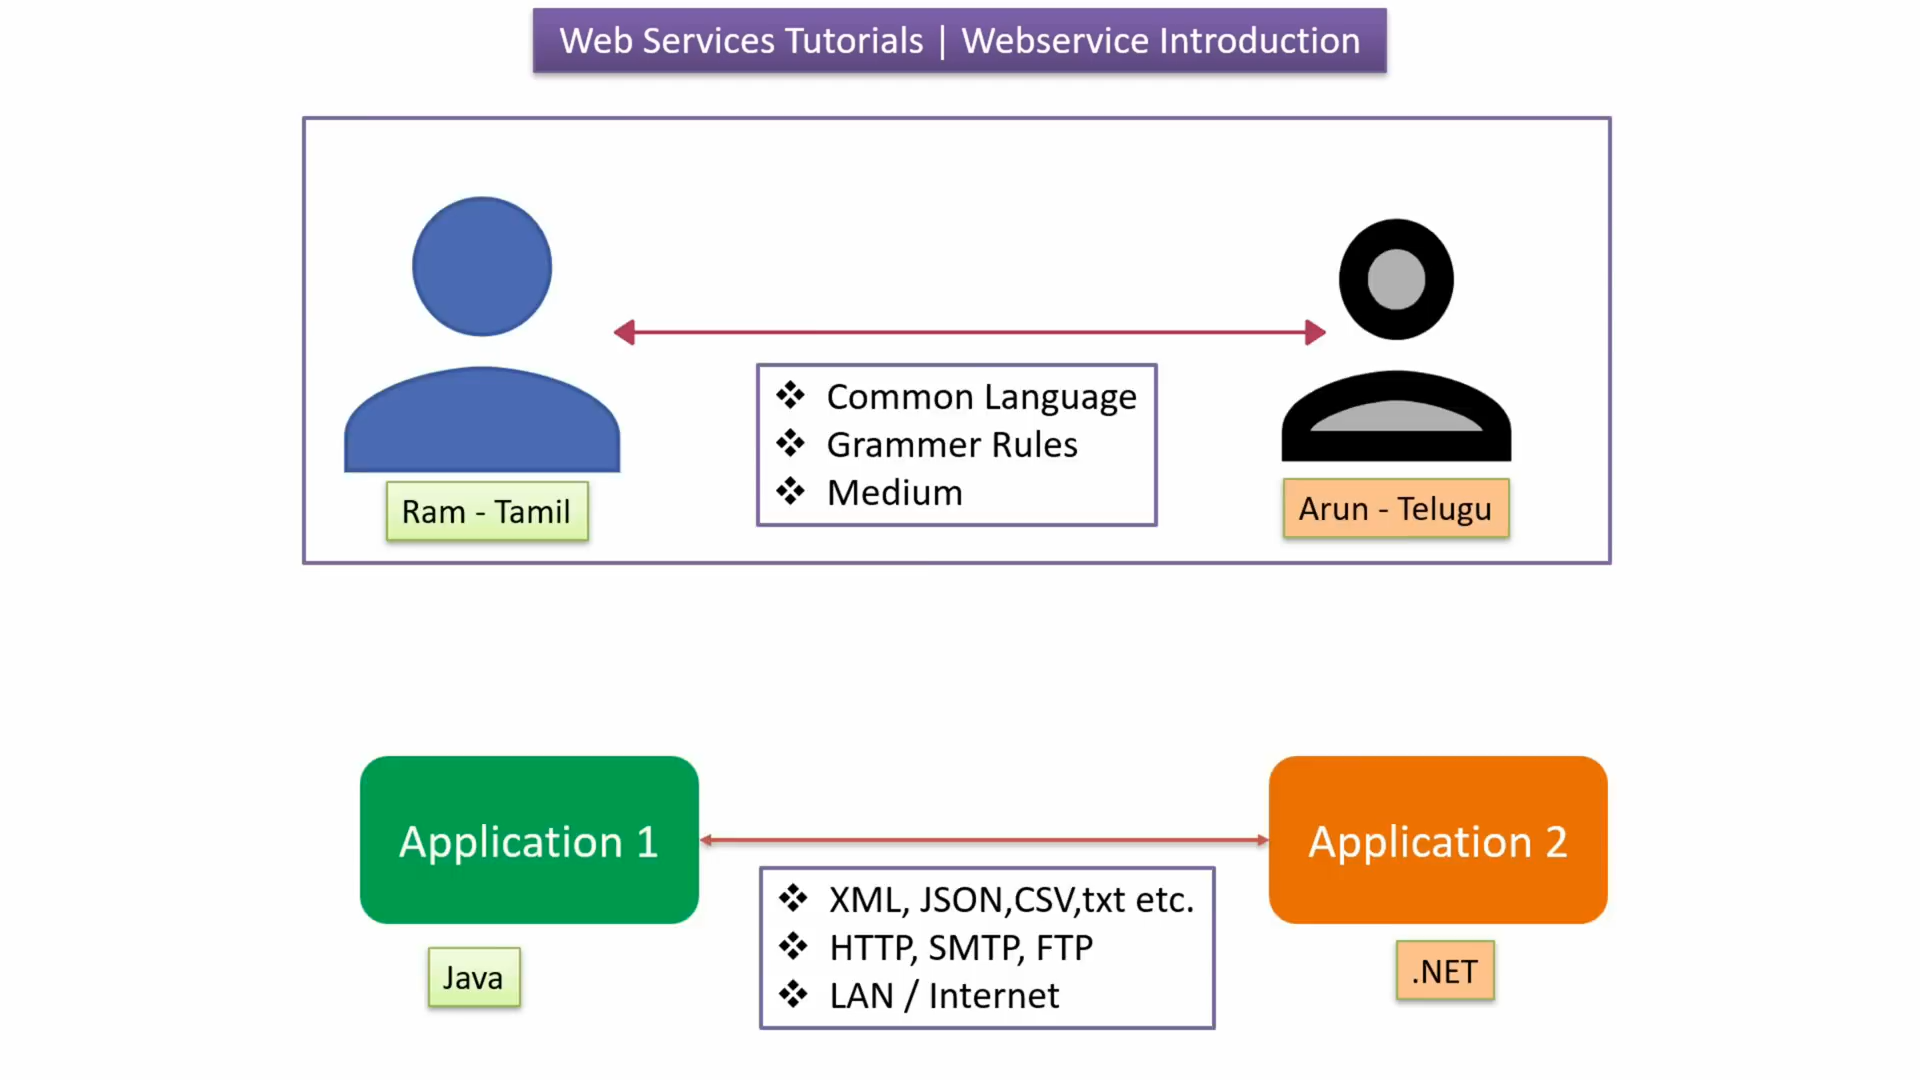 Web Services Tutorials | Webservice Introduction
❖ Common Language
❖ Grammer Rules
❖ Medium
Ram - Tamil
Arun - Telugu
Application 1
Application 2
❖ XML, JSON,CSV,txt etc.
❖ HTTP, SMTP, FTP
❖ LAN / Internet
Java
.NET